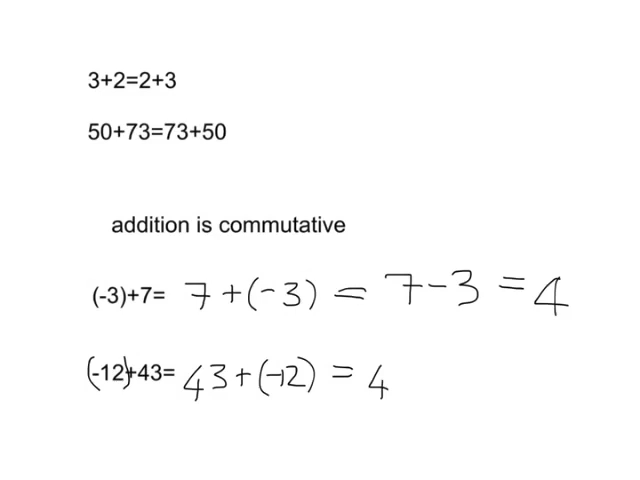 3+2=2+3
50+73=73+50
addition is commutative
(-3)+7= 7+(-3) = 7-3 = 4
(-12)+43= 43+(-12) = 4